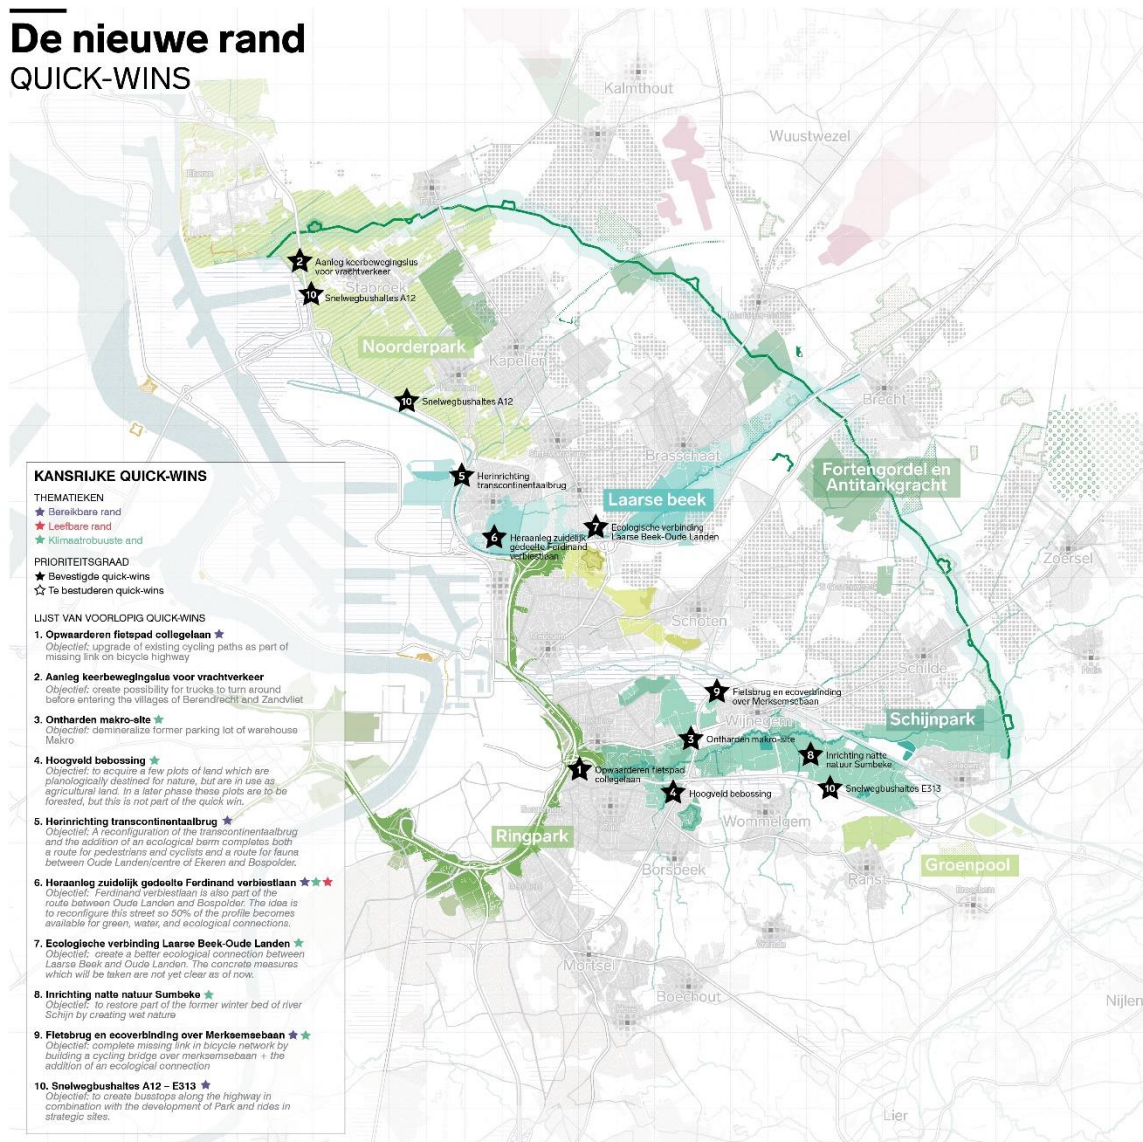 De nieuwe rand
QUICK-WINS
Kalmthout
Wuustwezel
2
Aanleg keerbewegingslus
voor vrachtverkeer
Stabroek
10
Snelwegbushaltes A12
Noorderpark
Kapellen
10
Snelwegbushaltes A12
Brecht
Brasschaat
Fortengordel en
Antitankgracht
5
Herinrichting
transcontinentaalbrug
Laarse beek
7
Ecologische verbinding
Laarse Beek-Oude Landen
6
Heraanleg zuidelijk
gedeelte Ferdinand
verbiestlaan
Zoersel
Schoten
Schilde
9
Fietsbrug en ecoverbinding
over Merksemsebaan
Wijnegem
Schijnpark
3
Ontharden makro-site
8
Inrichting natte
natuur Sumbeke
1
Opwaarderen fietspad
collegelaan
4
Hoogveld bebossing
10
Snelwegbushaltes E313
Wommelgem
Ringpark
Groenpool
Borsbeek
Ranst
Mortsel
Boechout
Nijlen
Lier
KANSRIJKE QUICK-WINS
THEMATIEKEN
Bereikbare rand
Leefbare rand
Klimaatrobuuste and
PRIORITEITSGRAAD
Bevestigde quick-wins
Te bestuderen quick-wins
LIJST VAN VOORLOPIG QUICK-WINS
1. Opwaarderen fietspad collegelaan
Objectief: upgrade of existing cycling paths as part of
missing link on bicycle highway
2. Aanleg keerbewegingslus voor vrachtverkeer
Objectief: create possibility for trucks to turn around
before entering the villages of Berendrecht and Zandvliet
3. Ontharden makro-site
Objectief: demineralize former parking lot of warehouse
Makro
4. Hoogveld bebossing
Objectief: to acquire a few plots of land which are
planologically destined for nature, but are in use as
agricultural land. In a later phase these plots are to be
forested, but this is not part of the quick win.
5. Herinrichting transcontinentaalbrug
Objectief: A reconfiguration of the transcontinentaalbrug
and the addition of an ecological berm completes both
a route for pedestrians and cyclists and a route for fauna
between Oude Landen/centre of Ekeren and Bospolder.
6. Heraanleg zuidelijk gedeelte Ferdinand verbiestlaan
Objectief: Ferdinand verbiestlaan is also part of the
route between Oude Landen and Bospolder. The idea is
to reconfigure this street so 50% of the profile becomes
available for green, water, and ecological connections.
7. Ecologische verbinding Laarse Beek-Oude Landen
Objectief: create a better ecological connection between
Laarse Beek and Oude Landen. The concrete measures
which will be taken are not yet clear as of now.
8. Inrichting natte natuur Sumbeke
Objectief: to restore part of the former winter bed of river
Schijn by creating wet nature
9. Fietsbrug en ecoverbinding over Merksemsebaan
Objectief: complete missing link in bicycle network by
building a cycling bridge over merksemsebaan + the
addition of an ecological connection
10. Snelwegbushaltes A12 – E313
Objectief: to create busstops along the highway in
combination with the development of Park and rides in
strategic sites.